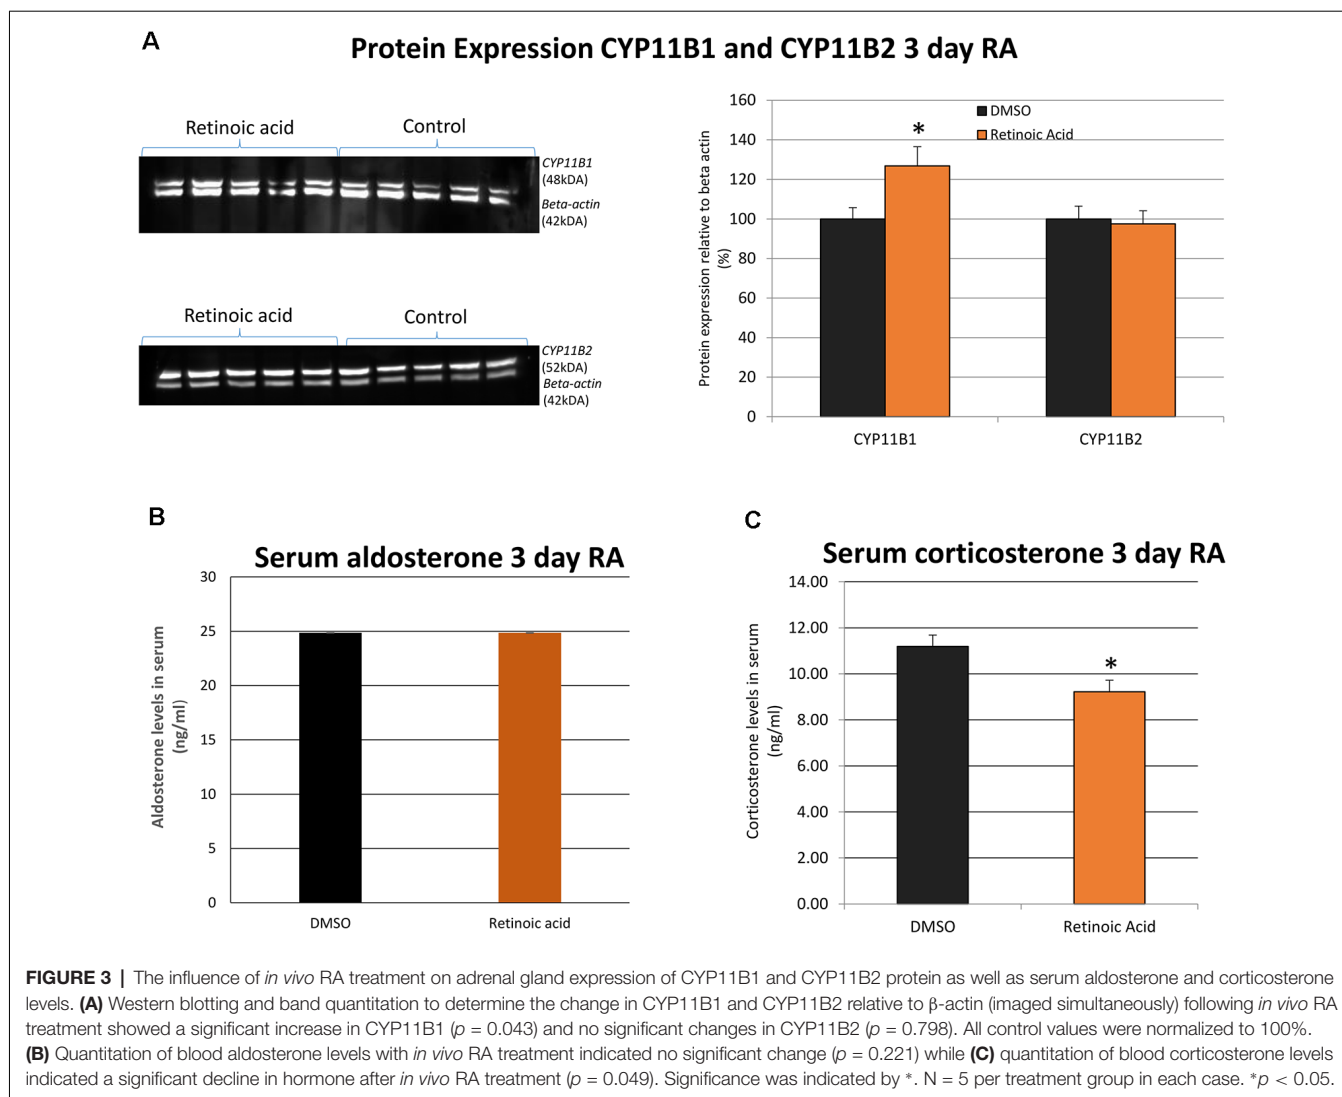 A
Protein Expression CYP11B1 and CYP11B2 3 day RA
Retinoic acid
Control
CYP11B1
(48kDA)
Beta-actin
(42kDA)
Retinoic acid
Control
CYP11B2
(52kDA)
Beta-actin
(42kDA)
Protein expression relative to beta actin
(%)
160
140
120
100
80
60
40
20
0
DMSO
Retinoic Acid
*
CYP11B1
CYP11B2
B
Serum aldosterone 3 day RA
Aldosterone levels in serum
(ng/ml)
30
25
20
15
10
5
0
DMSO
Retinoic acid
C
Serum corticosterone 3 day RA
Corticosterone levels in serum
(ng/ml)
14.00
12.00
10.00
8.00
6.00
4.00
2.00
0.00
*
DMSO
Retinoic Acid
FIGURE 3 | The influence of in vivo RA treatment on adrenal gland expression of CYP11B1 and CYP11B2 protein as well as serum aldosterone and corticosterone
levels. (A) Western blotting and band quantitation to determine the change in CYP11B1 and CYP11B2 relative to β-actin (imaged simultaneously) following in vivo RA
treatment showed a significant increase in CYP11B1 (p = 0.043) and no significant changes in CYP11B2 (p = 0.798). All control values were normalized to 100%.
(B) Quantitation of blood aldosterone levels with in vivo RA treatment indicated no significant change (p = 0.221) while (C) quantitation of blood corticosterone levels
indicated a significant decline in hormone after in vivo RA treatment (p = 0.049). Significance was indicated by *. N = 5 per treatment group in each case. *p < 0.05.